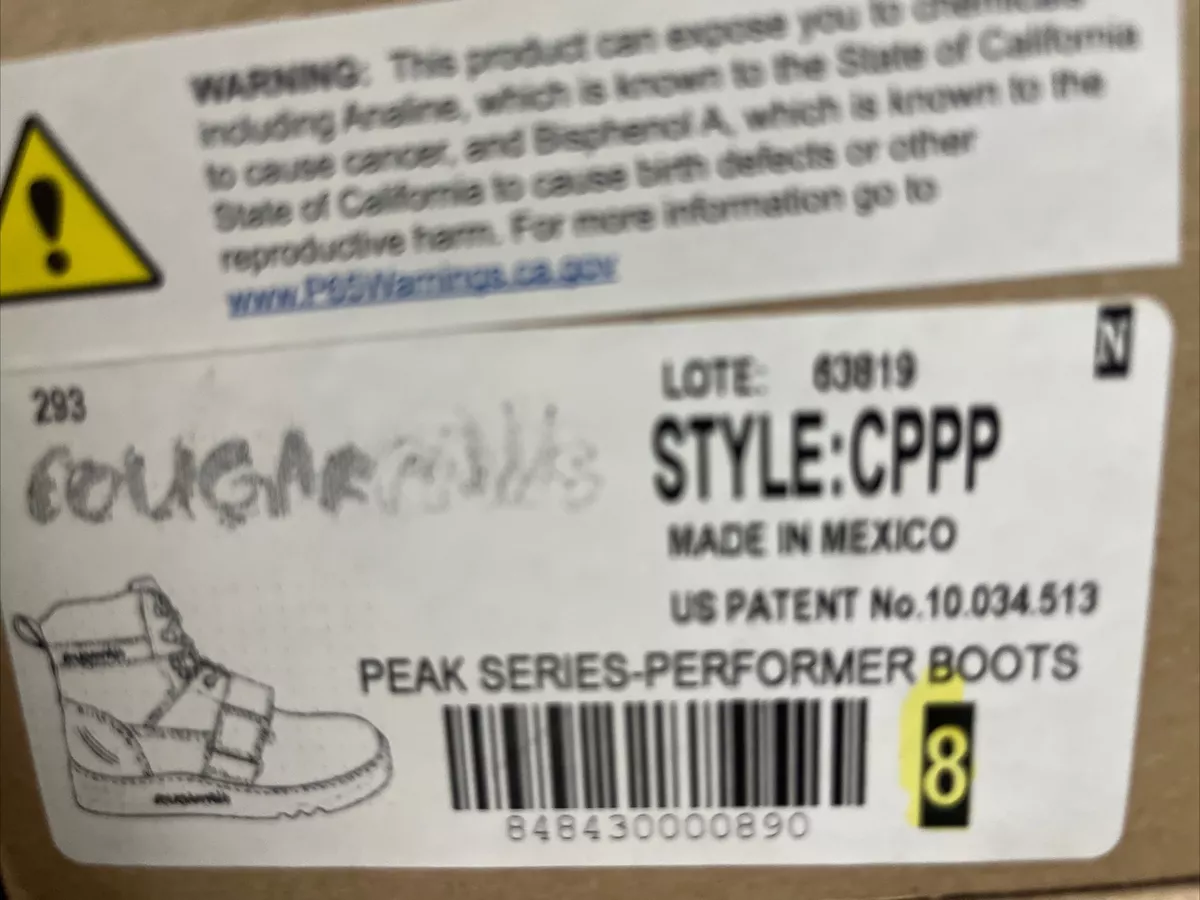 WARNING: This product can expose you to chemicals
including Analine, which is known to the State of California
to cause cancer, and Bisphenol A, which is known to the
State of California to cause birth defects or other
reproductive harm. For more information go to
www.P65Warnings.ca.gov
N
293
LOTE: 63819
COUGAR
STYLE:CPPP
MADE IN MEXICO
US PATENT No.10.034.513
PEAK SERIES-PERFORMER BOOTS
8
848430000890